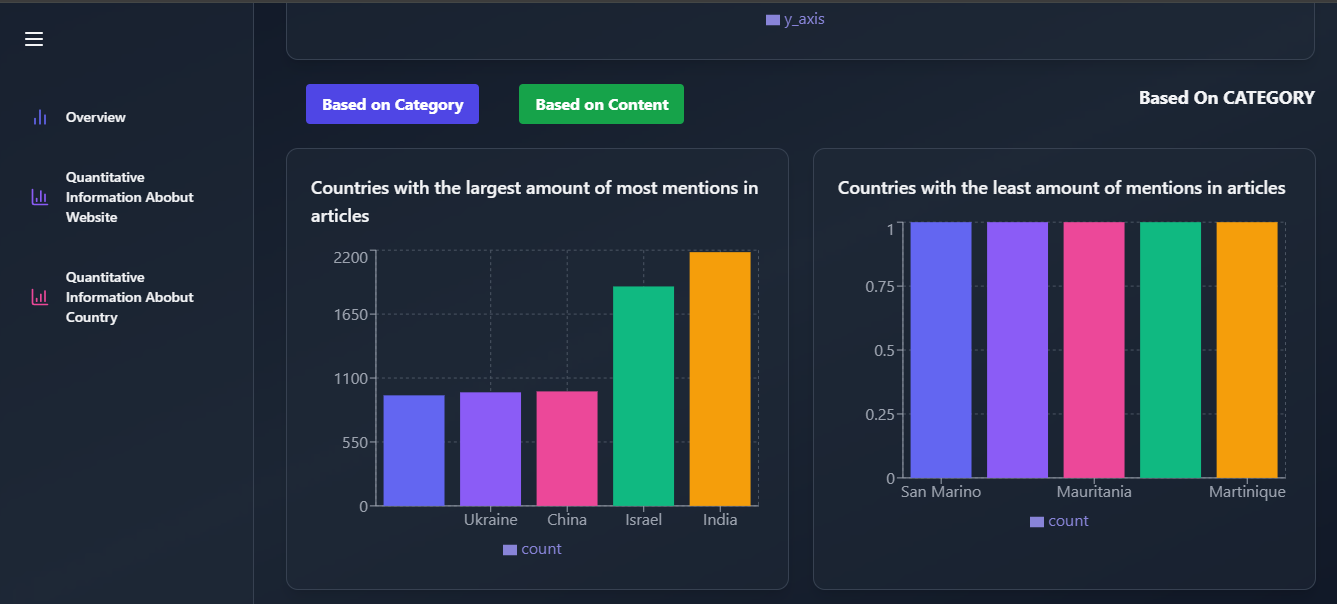 y_axis
Overview
Quantitative
Information Abobut
Website
Quantitative
Information Abobut
Country
Based on Category
Based on Content
Based On CATEGORY
Countries with the largest amount of most mentions in
articles
2200
1650
1100
550
0
Ukraine China Israel India
count
Countries with the least amount of mentions in articles
1
0.75
0.5
0.25
0
San Marino Mauritania Martinique
count